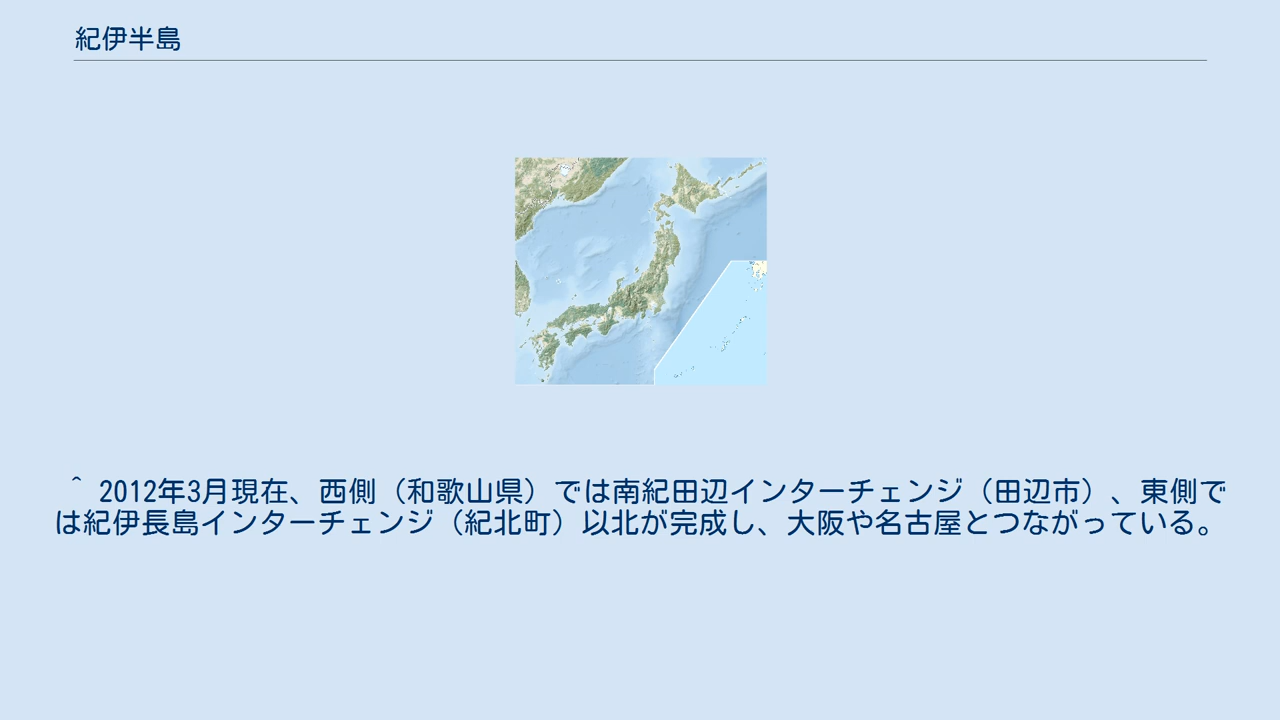 紀伊半島
^ 2012年3月現在、西側（和歌山県）では南紀田辺インターチェンジ（田辺市）、東側で
は紀伊長島インターチェンジ（紀北町）以北が完成し、大阪や名古屋とつながっている。